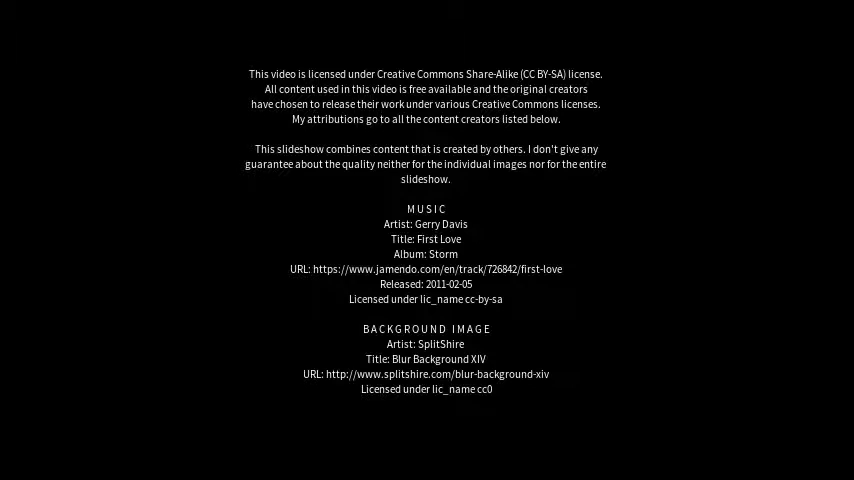 This video is licensed under Creative Commons Share-Alike (CC BY-SA) license.
All content used in this video is free available and the original creators
have chosen to release their work under various Creative Commons licenses.
My attributions go to all the content creators listed below.
This slideshow combines content that is created by others. I don't give any
guarantee about the quality neither for the individual images nor for the entire
slideshow.
MUSIC
Artist: Gerry Davis
Title: First Love
Album: Storm
URL: https://www.jamendo.com/en/track/726842/first-love
Released: 2011-02-05
Licensed under lic_name cc-by-sa
BACKGROUND IMAGE
Artist: SplitShire
Title: Blur Background XIV
URL: http://www.splitshire.com/blur-background-xiv
Licensed under lic_name cc0